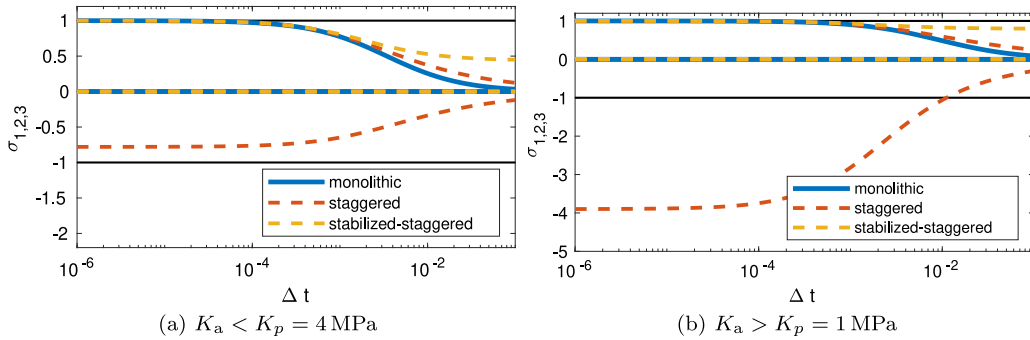 1
0.5
0
-0.5
-1
-1.5
-2
σ1,2,3
monolithic
staggered
stabilized-staggered
10^-6
10^-4
10^-2
Δ t
(a) Ka < Kp = 4 MPa
1
0
-1
-2
-3
-4
-5
σ1,2,3
monolithic
staggered
stabilized-staggered
10^-6
10^-4
10^-2
Δ t
(b) Ka > Kp = 1 MPa